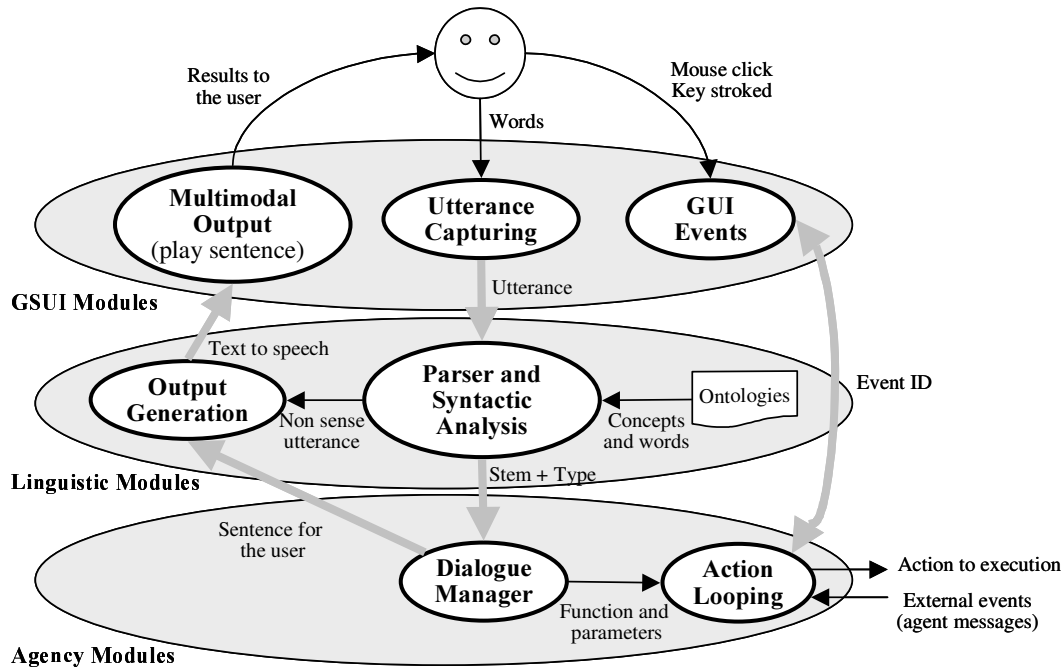 Results to
the user
Mouse click
Key stroked
Words
Multimodal
Output
(play sentence)
Utterance
Capturing
GUI
Events
GSUI Modules
Utterance
Text to speech
Output
Generation
Non sense
utterance
Parser and
Syntactic
Analysis
Concepts
and words
Ontologies
Event ID
Linguistic Modules
Stem + Type
Sentence for
the user
Dialogue
Manager
Function and
parameters
Action
Looping
Action to execution
External events
(agent messages)
Agency Modules